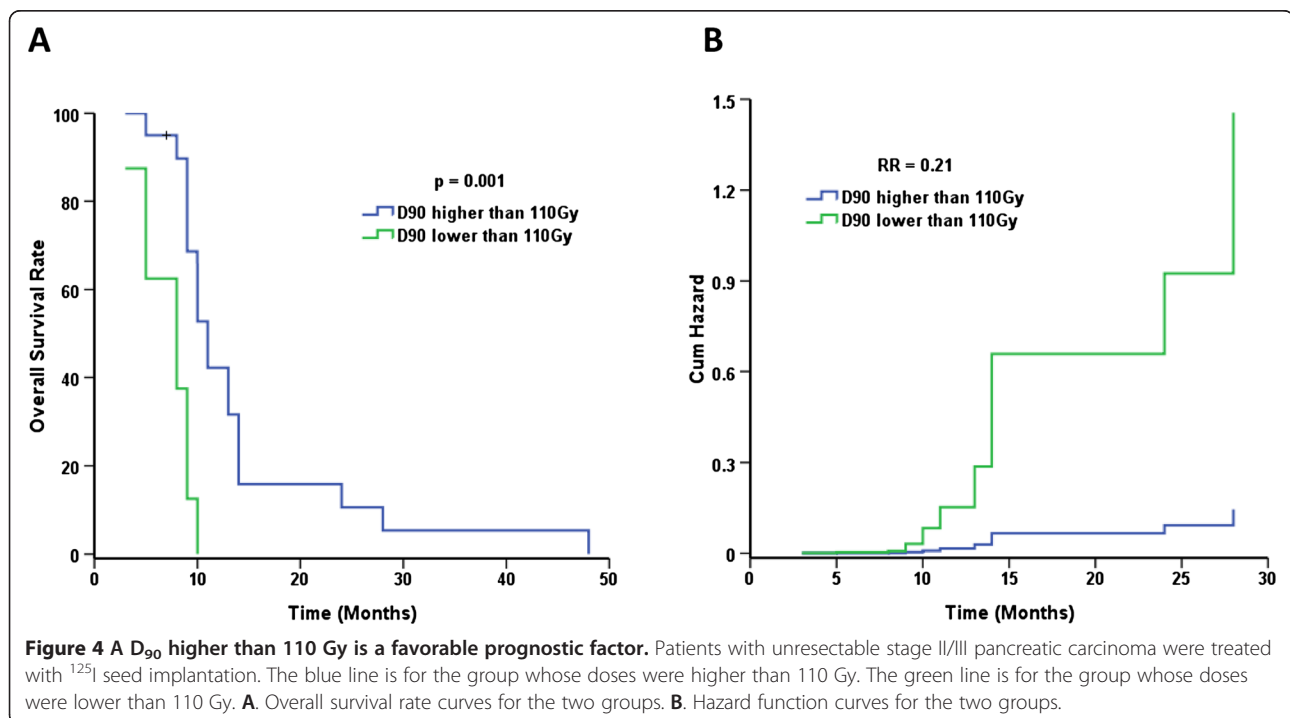 A
B
100
80
60
40
20
0
0
10
20
30
40
50
Overall Survival Rate
Time (Months)
p = 0.001
D90 higher than 110Gy
D90 lower than 110Gy
1.5
1.2
0.9
0.6
0.3
0
0
5
10
15
20
25
30
Cum Hazard
Time (Months)
RR = 0.21
D90 higher than 110Gy
D90 lower than 110Gy
Figure 4 A D₉₀ higher than 110 Gy is a favorable prognostic factor. Patients with unresectable stage II/III pancreatic carcinoma were treated
with ¹²⁵I seed implantation. The blue line is for the group whose doses were higher than 110 Gy. The green line is for the group whose doses
were lower than 110 Gy. A. Overall survival rate curves for the two groups. B. Hazard function curves for the two groups.